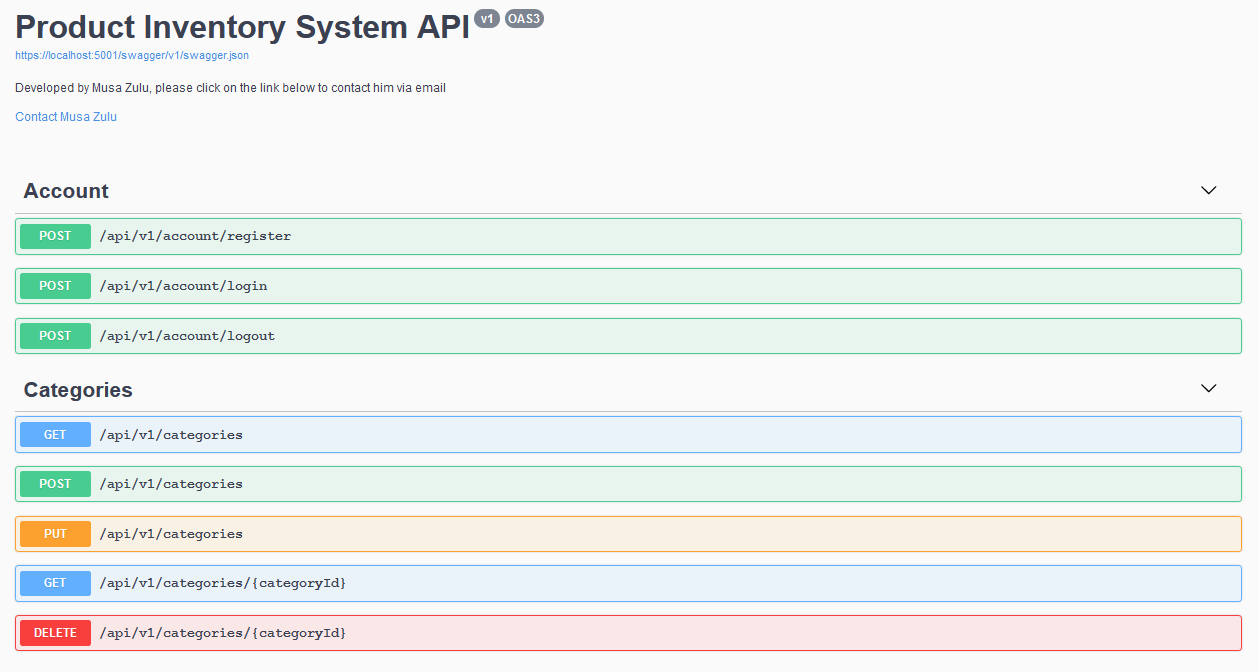 Product Inventory System API v1 OAS3
https://localhost:5001/swagger/v1/swagger.json
Developed by Musa Zulu, please click on the link below to contact him via email
Contact Musa Zulu
Account
POST /api/v1/account/register
POST /api/v1/account/login
POST /api/v1/account/logout
Categories
GET /api/v1/categories
POST /api/v1/categories
PUT /api/v1/categories
GET /api/v1/categories/{categoryId}
DELETE /api/v1/categories/{categoryId}